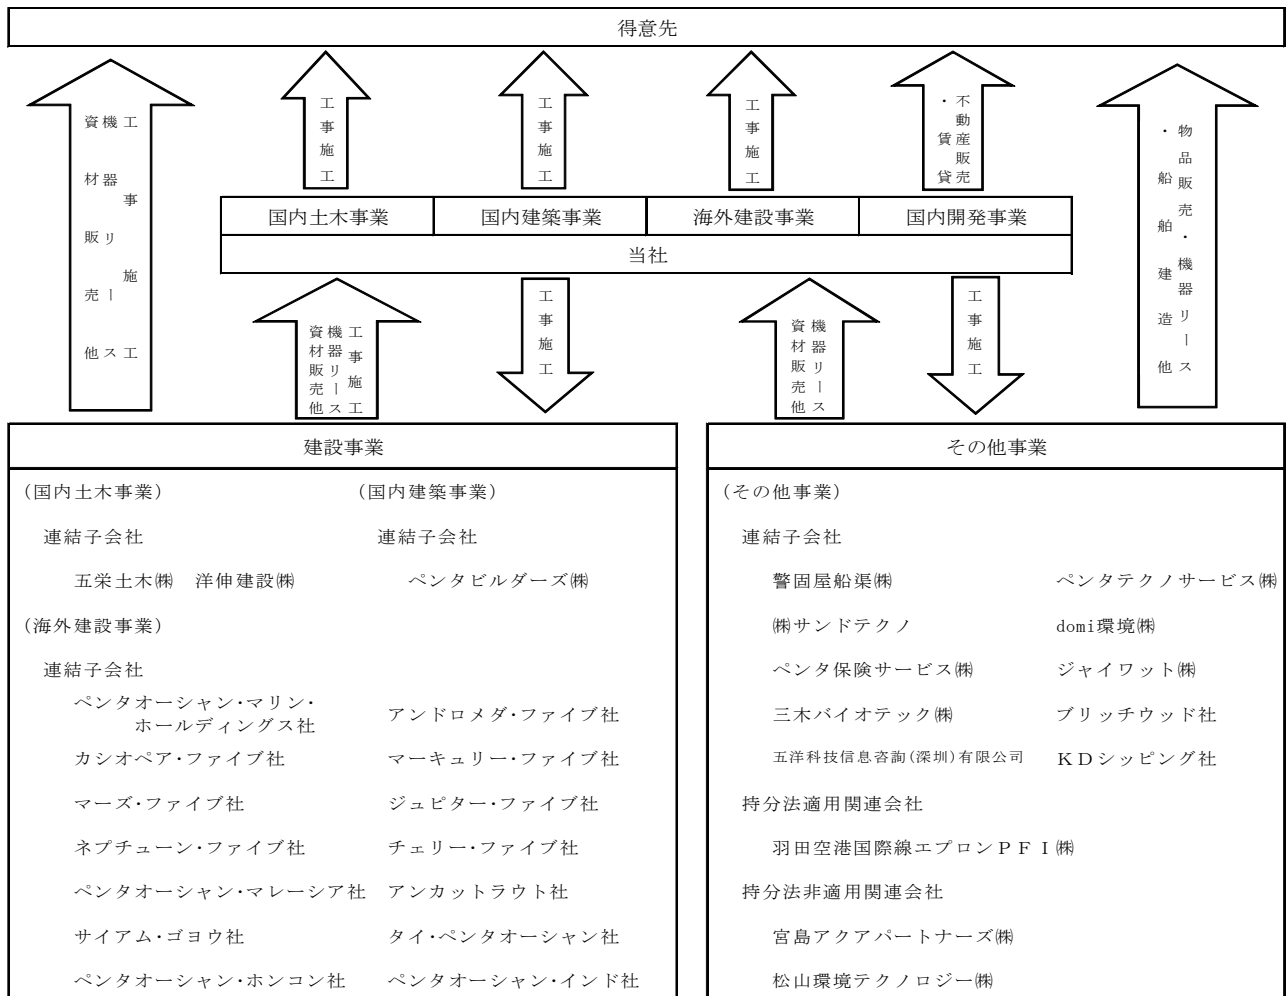 得意先
工事施工
機器リース
資材販売他
工事施工
工事施工
工事施工
不動産販売
・賃貸
物品販売・機器リース
・船舶建造他
国内土木事業
国内建築事業
海外建設事業
国内開発事業
当社
工事施工
機器リース
資材販売他
工事施工
機器リース
資材販売他
工事施工
建設事業
(国内土木事業)
(国内建築事業)
連結子会社
連結子会社
五栄土木㈱　洋伸建設㈱
ペンタビルダーズ㈱
(海外建設事業)
連結子会社
ペンタオーシャン・マリン・
ホールディングス社
アンドロメダ・ファイブ社
カシオペア・ファイブ社
マーキュリー・ファイブ社
マーズ・ファイブ社
ジュピター・ファイブ社
ネプチューン・ファイブ社
チェリー・ファイブ社
ペンタオーシャン・マレーシア社
アンカットラウト社
サイアム・ゴヨウ社
タイ・ペンタオーシャン社
ペンタオーシャン・ホンコン社
ペンタオーシャン・インド社
その他事業
(その他事業)
連結子会社
警固屋船渠㈱
ペンタテクノサービス㈱
㈱サンドテクノ
domi環境㈱
ペンタ保険サービス㈱
ジャイワット㈱
三木バイオテック㈱
ブリッチウッド社
五洋科技信息咨詢(深圳)有限公司
ＫＤシッピング社
持分法適用関連会社
羽田空港国際線エプロンＰＦＩ㈱
持分法非適用関連会社
宮島アクアパートナーズ㈱
松山環境テクノロジー㈱